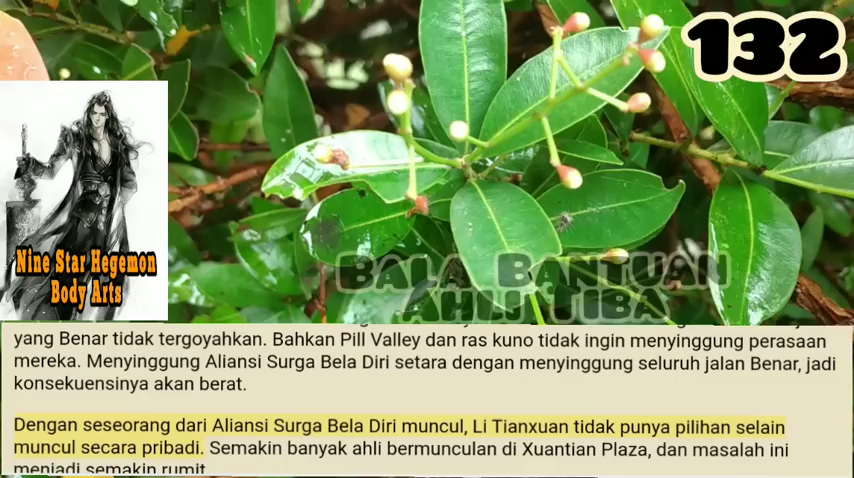 132
Nine Star Hegemon
Body Arts
BALA BANTUAN
AHLI TIBA
yang Benar tidak tergoyahkan. Bahkan Pill Valley dan ras kuno tidak ingin menyinggung perasaan
mereka. Menyinggung Aliansi Surga Bela Diri setara dengan menyinggung seluruh jalan Benar, jadi
konsekuensinya akan berat.
Dengan seseorang dari Aliansi Surga Bela Diri muncul, Li Tianxuan tidak punya pilihan selain
muncul secara pribadi. Semakin banyak ahli bermunculan di Xuantian Plaza, dan masalah ini
menjadi semakin rumit